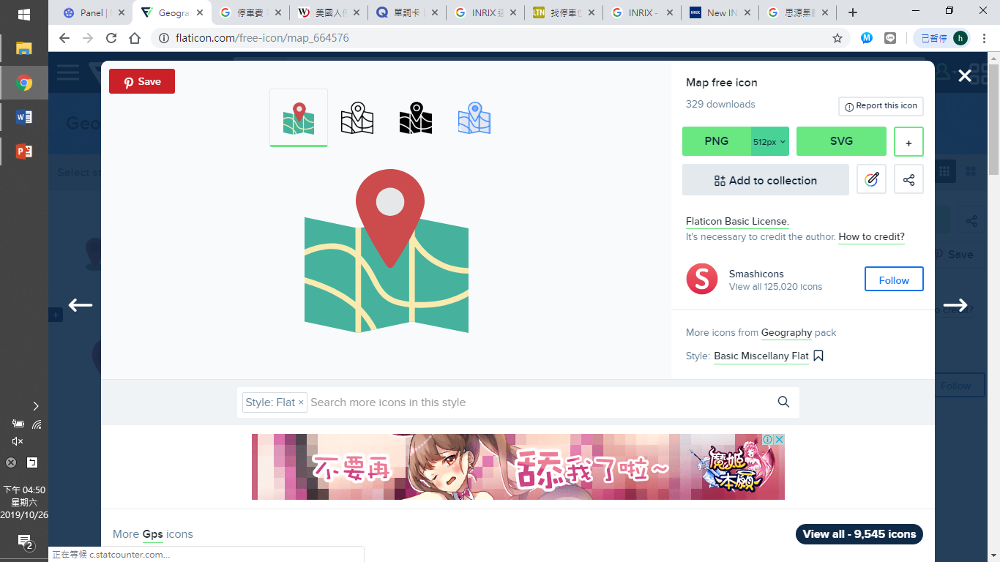 Panel |
Geogra
停車費
美國人
單詞卡
INRIX
找停車位
INRIX -
New IN
思源黑
flaticon.com/free-icon/map_664576
已暫停
h
Save
Map free icon
329 downloads
Report this icon
PNG
512px
SVG
+
Add to collection
Flaticon Basic License.
It's necessary to credit the author. How to credit?
Smashicons
View all 125,020 icons
Follow
More icons from Geography pack
Style: Basic Miscellany Flat
Geo
Select st
Save
Follow
Style: Flat ×
Search more icons in this style
不要再
舔我了啦~
魔姬本願
More Gps icons
View all - 9,545 icons
正在等候 c.statcounter.com...
下午 04:50
星期六
2019/10/26
2